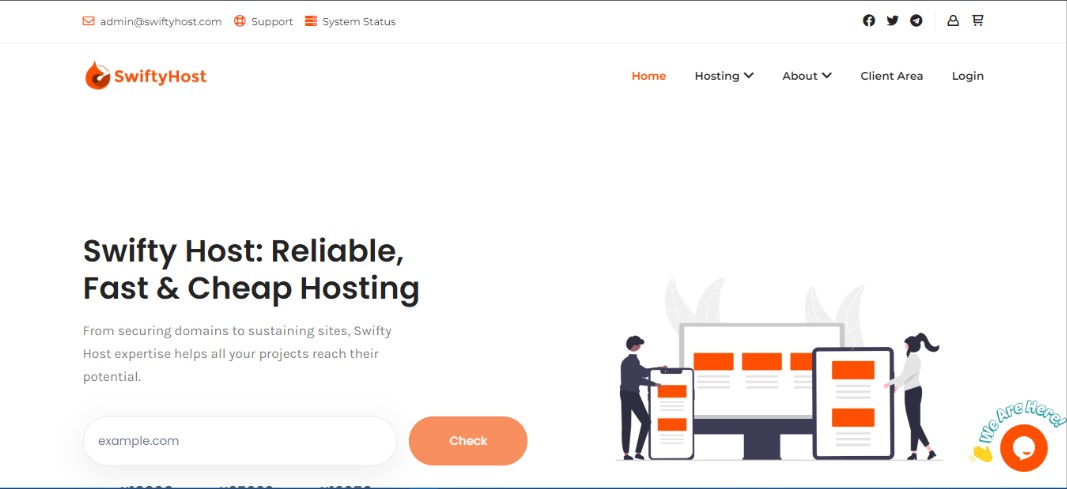 admin@swiftyhost.com Support System Status
SwiftyHost
Home Hosting About Client Area Login
Swifty Host: Reliable,
Fast & Cheap Hosting
From securing domains to sustaining sites, Swifty
Host expertise helps all your projects reach their
potential.
example.com Check
We Are Here!